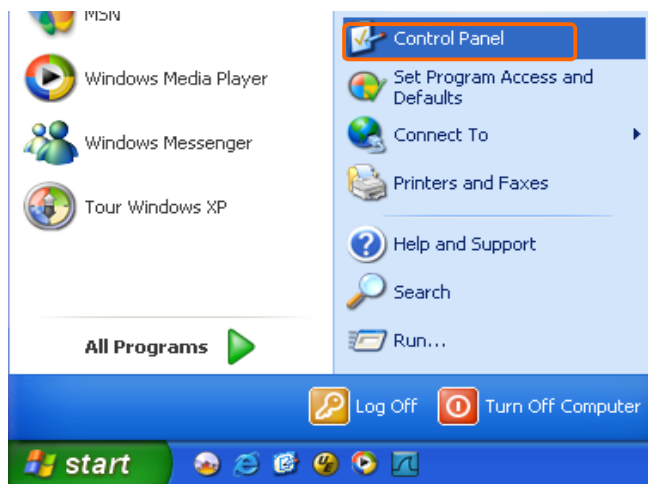 MSN
Windows Media Player
Windows Messenger
Tour Windows XP
All Programs
Control Panel
Set Program Access and
Defaults
Connect To
Printers and Faxes
Help and Support
Search
Run...
Log Off
Turn Off Computer
start